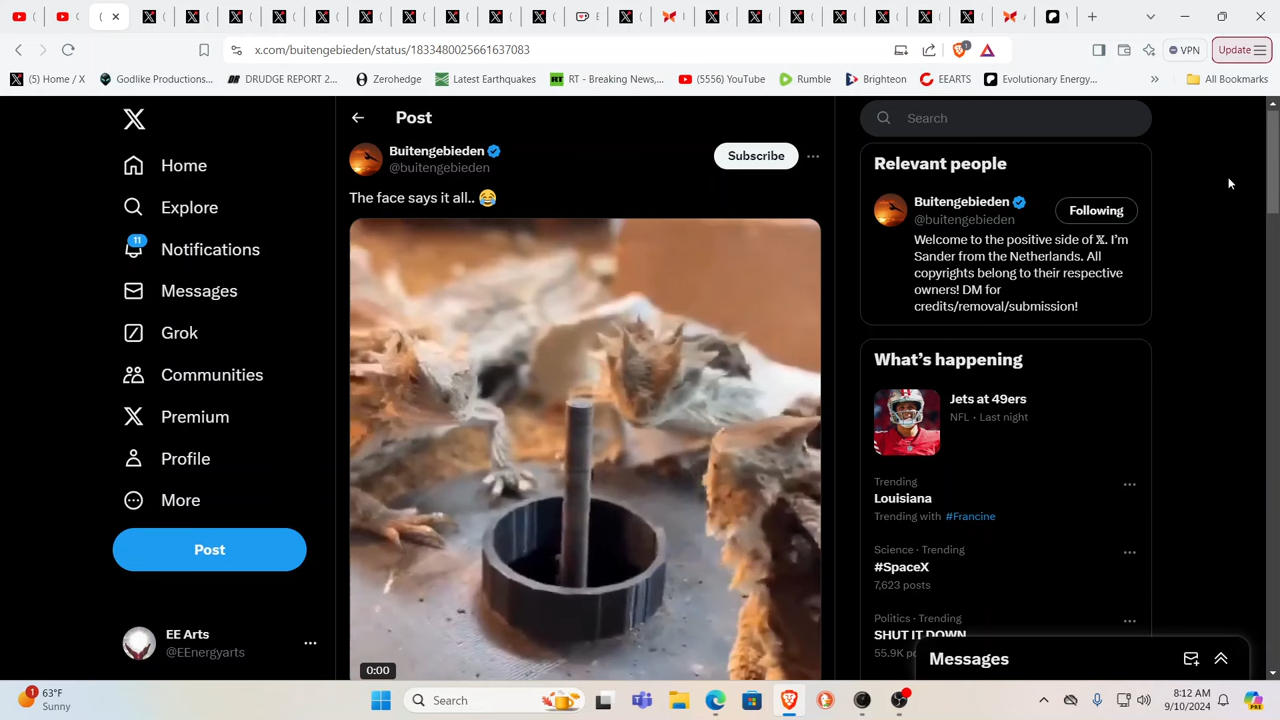 x.com/buitengebieden/status/1833480025661637083
VPN
Update
(5) Home / X
Godlike Productions...
DRUDGE REPORT 2...
Zerohedge
Latest Earthquakes
RT - Breaking News,...
(5556) YouTube
Rumble
Brighteon
EEARTS
Evolutionary Energy...
All Bookmarks
Home
Explore
11
Notifications
Messages
Grok
Communities
Premium
Profile
More
Post
EE Arts
@EEnergyarts
Post
Buitengebieden
@buitengebieden
Subscribe
The face says it all.. 😂
0:00
Search
Relevant people
Buitengebieden
@buitengebieden
Following
Welcome to the positive side of 𝕏. I'm
Sander from the Netherlands. All
copyrights belong to their respective
owners! DM for
credits/removal/submission!
What's happening
Jets at 49ers
NFL · Last night
Trending
Louisiana
Trending with #Francine
Science · Trending
#SpaceX
7,623 posts
Politics · Trending
SHUT IT DOWN
55.9K
Messages
1
63°F
Sunny
Search
8:12 AM
9/10/2024